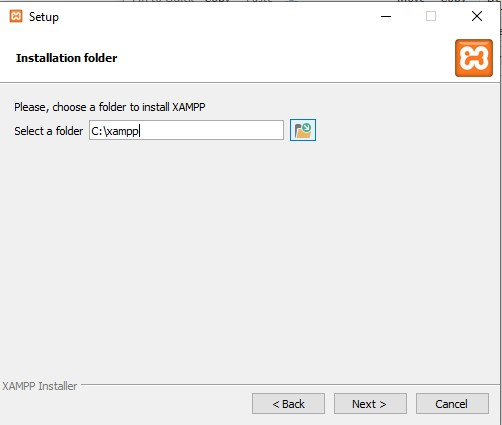 Setup
Installation folder
Please, choose a folder to install XAMPP
Select a folder C:\xampp
XAMPP Installer
< Back Next > Cancel